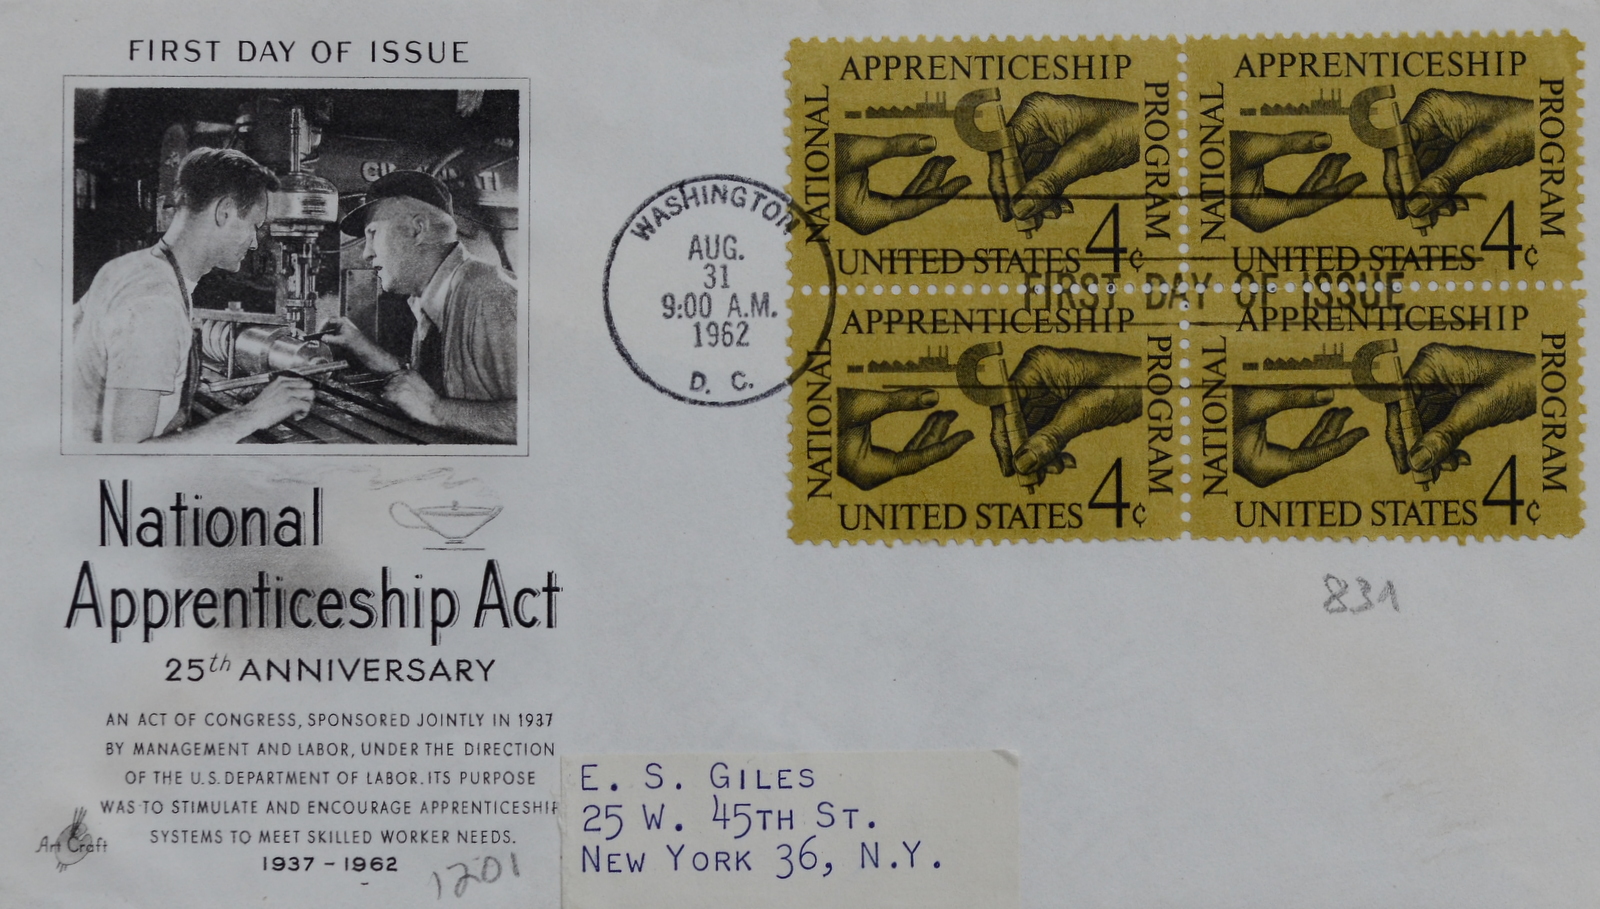 FIRST DAY OF ISSUE
National
Apprenticeship Act
25th ANNIVERSARY
AN ACT OF CONGRESS, SPONSORED JOINTLY IN 1937
BY MANAGEMENT AND LABOR, UNDER THE DIRECTION
OF THE U.S. DEPARTMENT OF LABOR. ITS PURPOSE
WAS TO STIMULATE AND ENCOURAGE APPRENTICESHIP
SYSTEMS TO MEET SKILLED WORKER NEEDS.
1937 - 1962
Art Craft
1201
WASHINGTON
AUG.
31
9:00 A.M.
1962
D. C.
FIRST DAY OF ISSUE
NATIONAL
APPRENTICESHIP
PROGRAM
UNITED STATES 4¢
NATIONAL
APPRENTICESHIP
PROGRAM
UNITED STATES 4¢
NATIONAL
APPRENTICESHIP
PROGRAM
UNITED STATES 4¢
NATIONAL
APPRENTICESHIP
PROGRAM
UNITED STATES 4¢
831
E. S. GILES
25 W. 45TH ST.
NEW YORK 36, N.Y.